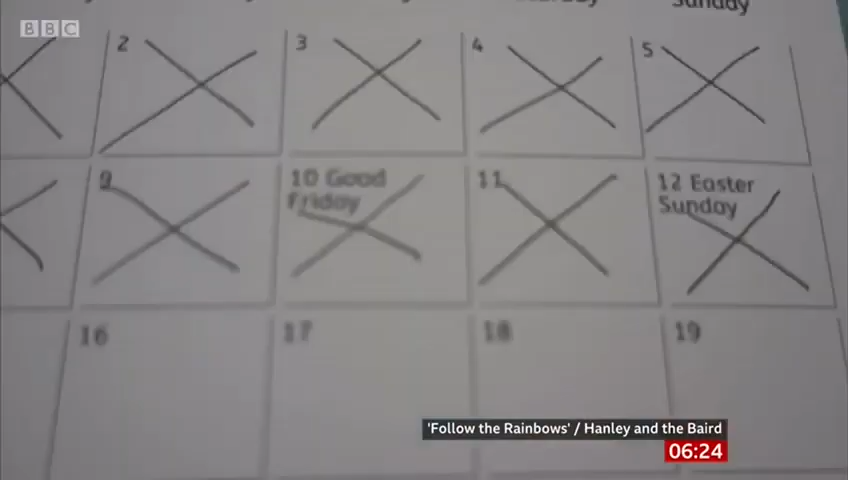 BBC
Sunday
2
3
4
5
9
10 Good
Friday
11
12 Easter
Sunday
16
17
18
19
'Follow the Rainbows' / Hanley and the Baird
06:24